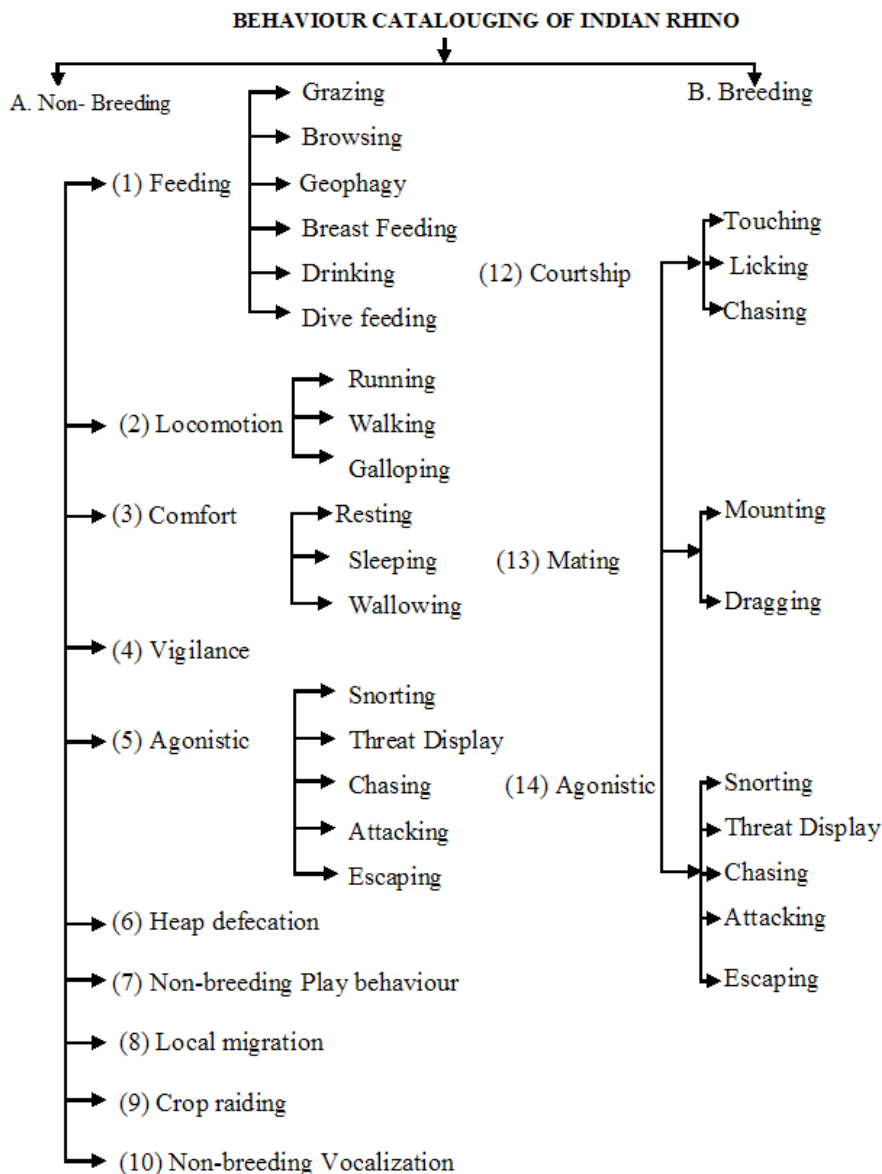 BEHAVIOUR CATALOUGING OF INDIAN RHINO
A. Non- Breeding
(1) Feeding
Grazing
Browsing
Geophagy
Breast Feeding
Drinking
Dive feeding
(2) Locomotion
Running
Walking
Galloping
(3) Comfort
Resting
Sleeping
Wallowing
(4) Vigilance
(5) Agonistic
Snorting
Threat Display
Chasing
Attacking
Escaping
(6) Heap defecation
(7) Non-breeding Play behaviour
(8) Local migration
(9) Crop raiding
(10) Non-breeding Vocalization
B. Breeding
(12) Courtship
Touching
Licking
Chasing
(13) Mating
Mounting
Dragging
(14) Agonistic
Snorting
Threat Display
Chasing
Attacking
Escaping